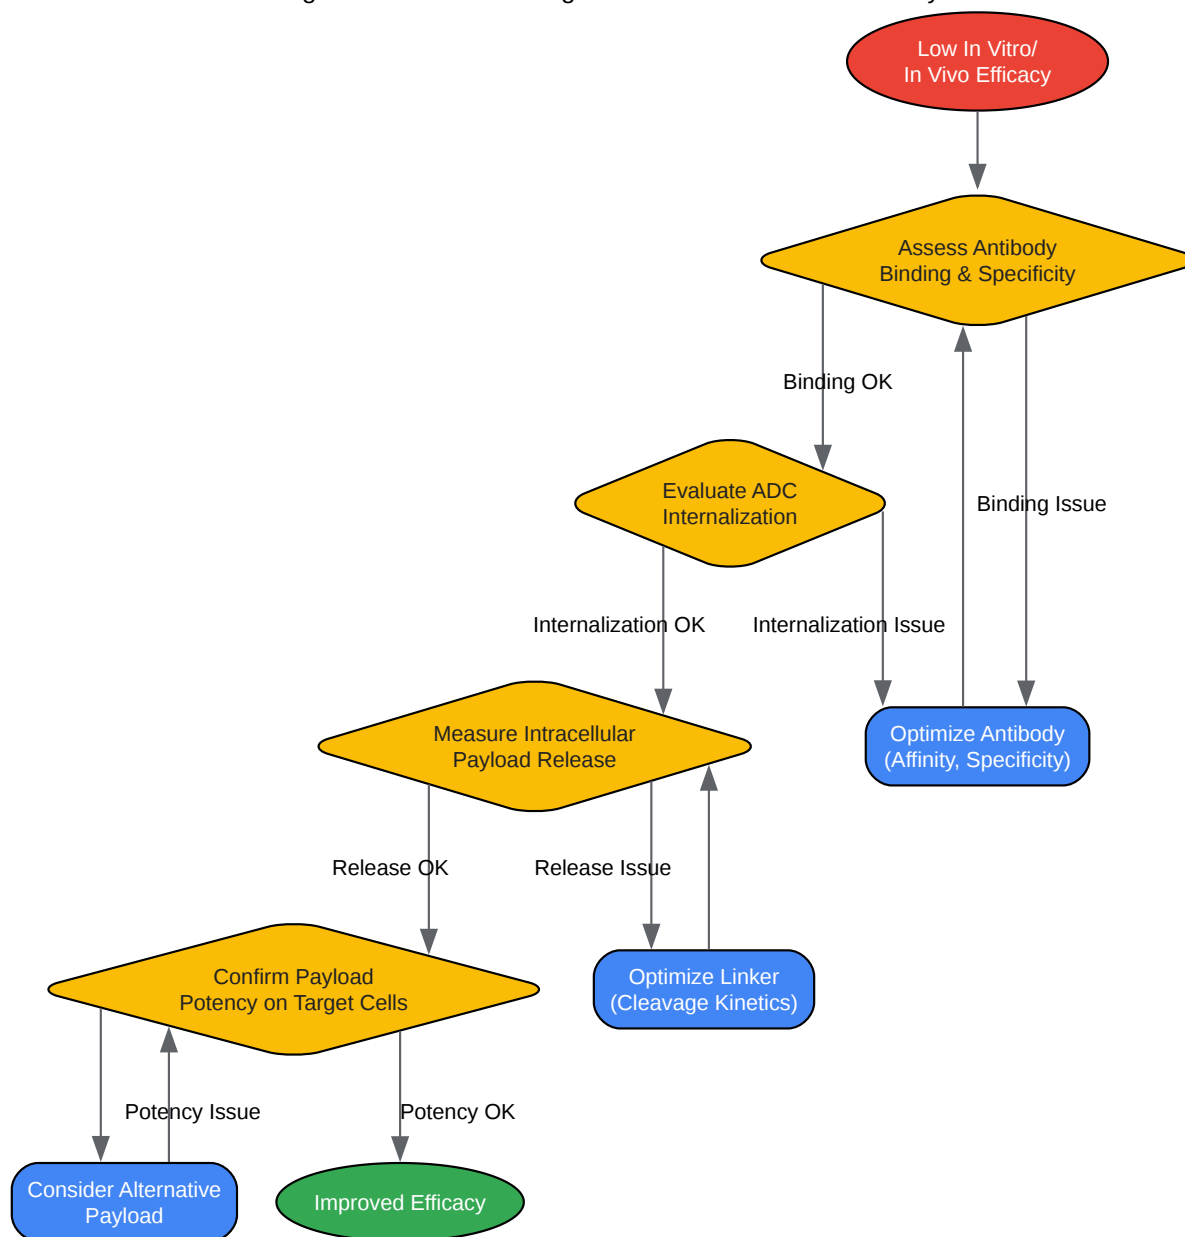 Low In Vitro/
In Vivo Efficacy
Assess Antibody
Binding & Specificity
Binding OK
Evaluate ADC
Internalization
Binding Issue
Internalization OK
Internalization Issue
Measure Intracellular
Payload Release
Optimize Antibody
(Affinity, Specificity)
Release OK
Release Issue
Confirm Payload
Potency on Target Cells
Optimize Linker
(Cleavage Kinetics)
Potency Issue
Potency OK
Consider Alternative
Payload
Improved Efficacy